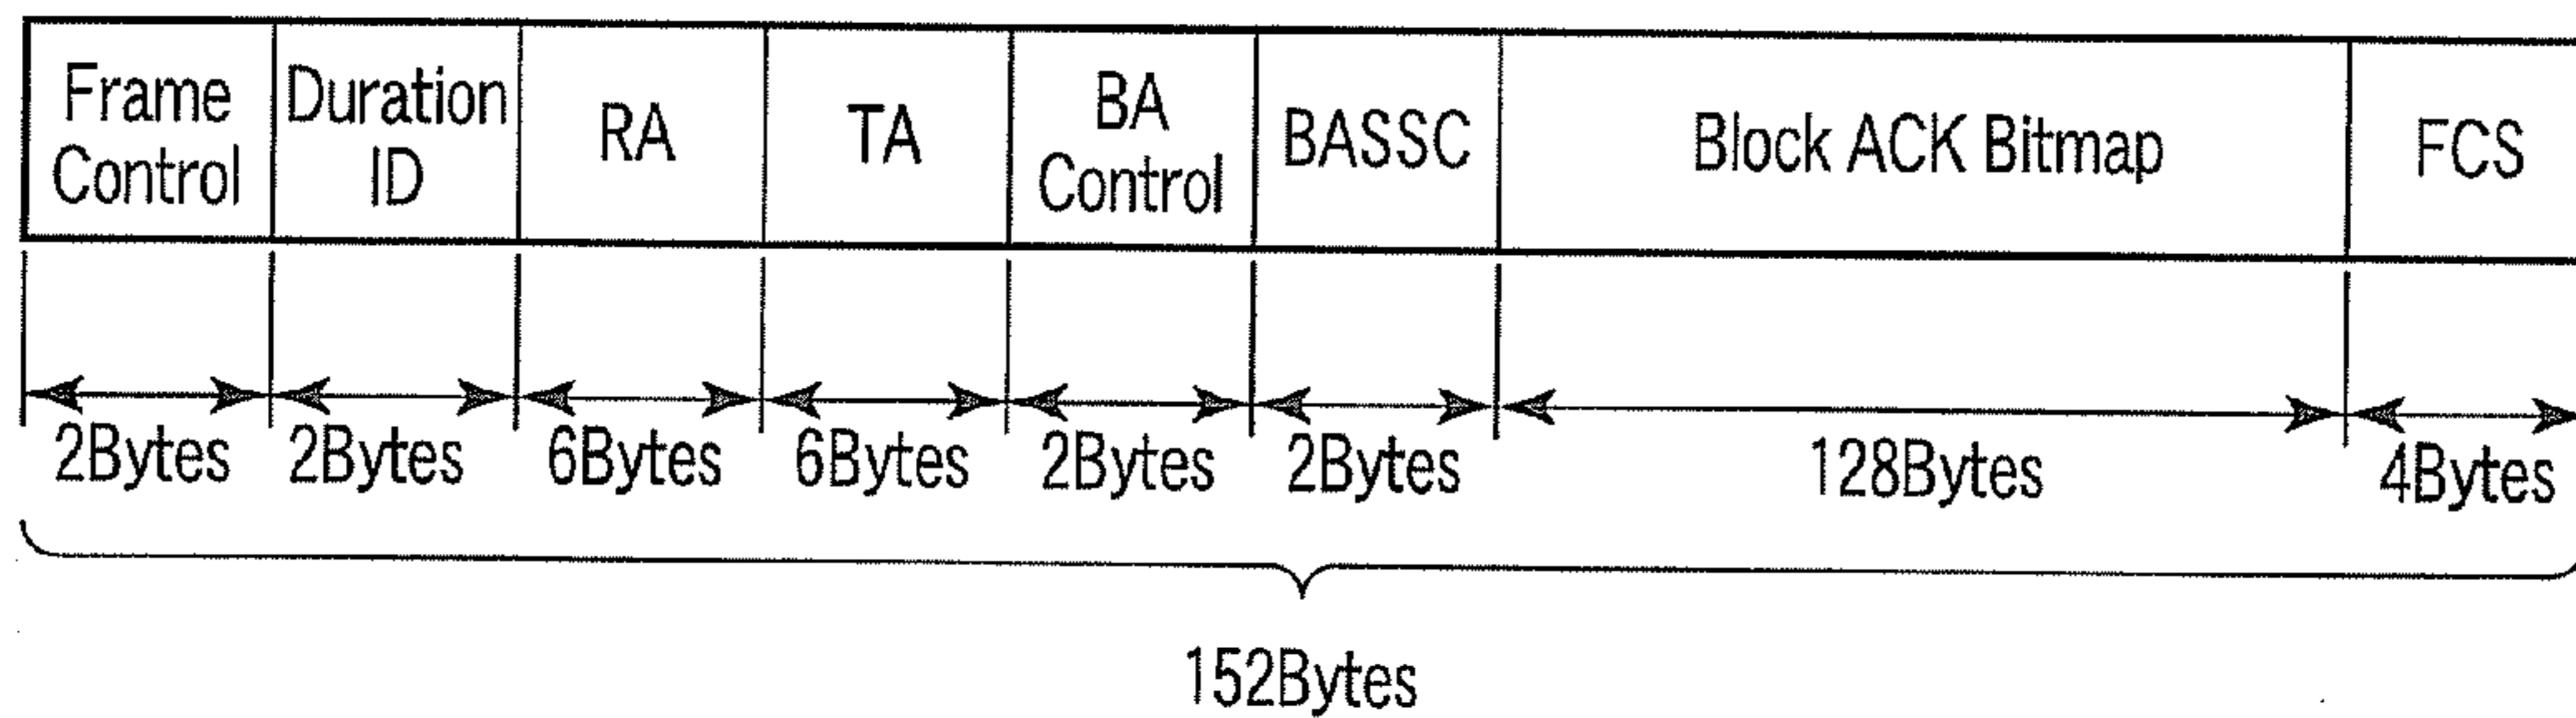 Frame
Control
Duration
ID
RA
TA
BA
Control
BASSC
Block ACK Bitmap
FCS
2Bytes
2Bytes
6Bytes
6Bytes
2Bytes
2Bytes
128Bytes
4Bytes
152Bytes